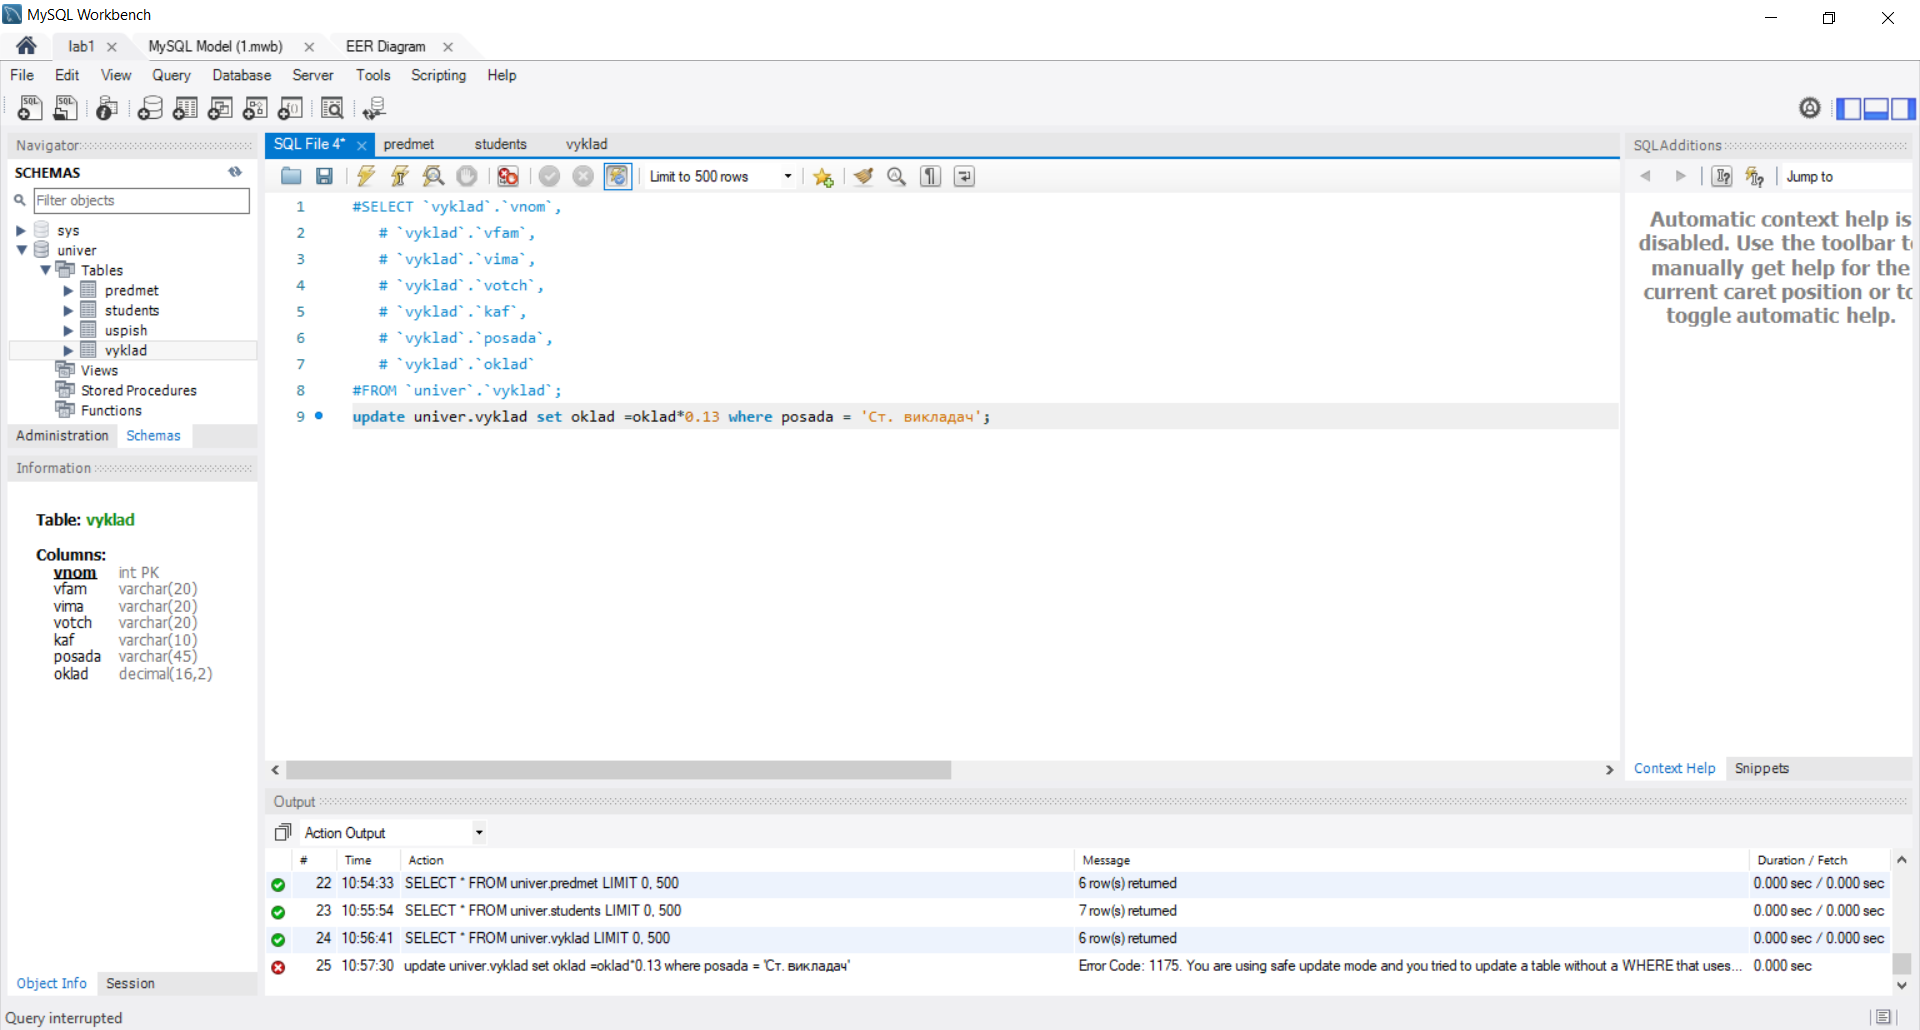 MySQL Workbench
lab1
MySQL Model (1.mwb)
EER Diagram
File Edit View Query Database Server Tools Scripting Help
Navigator
SCHEMAS
Filter objects
sys
univer
Tables
predmet
students
uspish
vyklad
Views
Stored Procedures
Functions
Administration Schemas
Information
Table: vyklad
Columns:
vnom int PK
vfam varchar(20)
vima varchar(20)
votch varchar(20)
kaf varchar(10)
posada varchar(45)
oklad decimal(16,2)
Object Info Session
Query interrupted
SQL File 4* predmet students vyklad
Limit to 500 rows
1 #SELECT `vyklad`.`vnom`,
2 # `vyklad`.`vfam`,
3 # `vyklad`.`vima`,
4 # `vyklad`.`votch`,
5 # `vyklad`.`kaf`,
6 # `vyklad`.`posada`,
7 # `vyklad`.`oklad`
8 #FROM `univer`.`vyklad`;
9 update univer.vyklad set oklad =oklad*0.13 where posada = 'Ст. викладач';
SQLAdditions
Jump to
Automatic context help is
disabled. Use the toolbar t
manually get help for the
current caret position or to
toggle automatic help.
Context Help Snippets
Output
Action Output
# Time Action Message Duration / Fetch
22 10:54:33 SELECT * FROM univer.predmet LIMIT 0, 500 6 row(s) returned 0.000 sec / 0.000 sec
23 10:55:54 SELECT * FROM univer.students LIMIT 0, 500 7 row(s) returned 0.000 sec / 0.000 sec
24 10:56:41 SELECT * FROM univer.vyklad LIMIT 0, 500 6 row(s) returned 0.000 sec / 0.000 sec
25 10:57:30 update univer.vyklad set oklad =oklad*0.13 where posada = 'Ст. викладач' Error Code: 1175. You are using safe update mode and you tried to update a table without a WHERE that uses... 0.000 sec